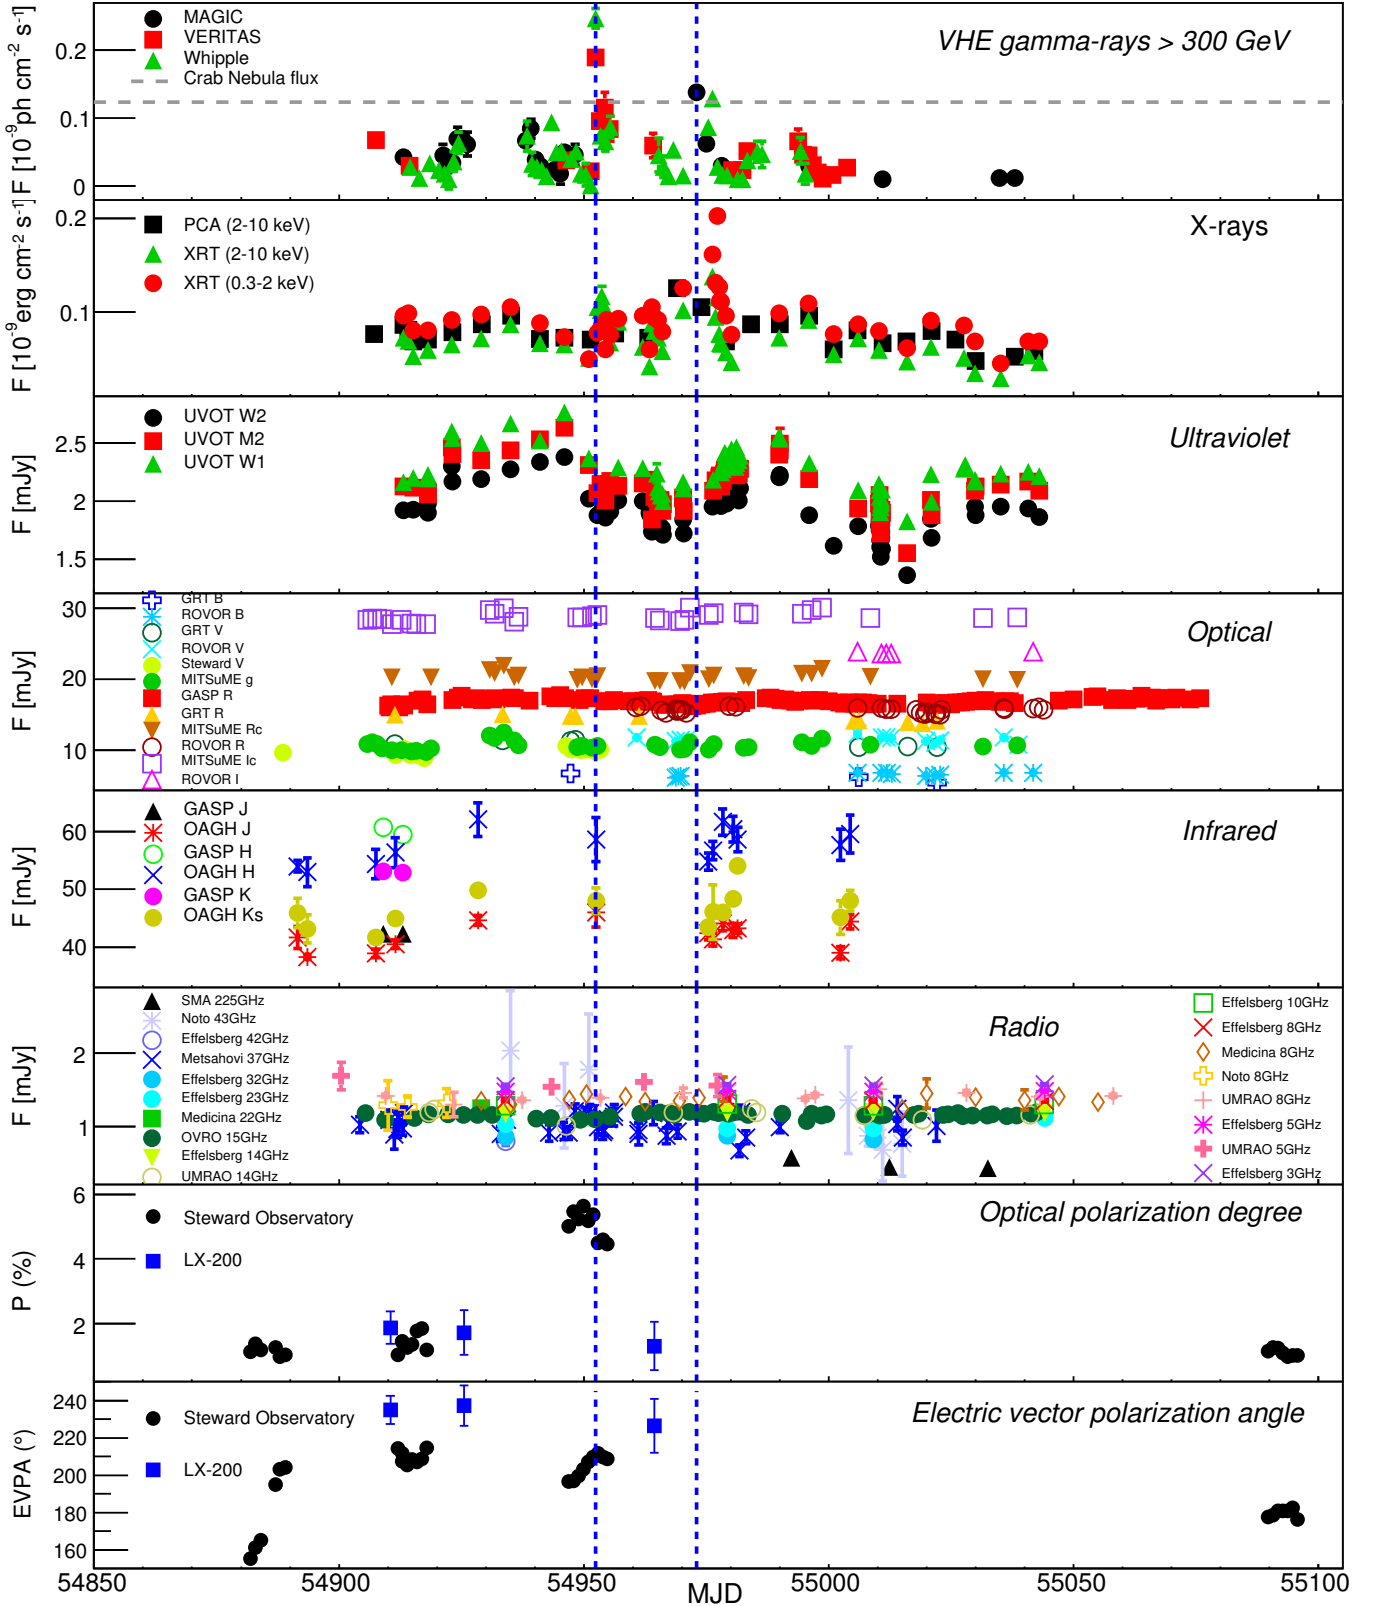 F [10⁻⁹ph cm⁻² s⁻¹]
0.2
0.1
0
MAGIC
VERITAS
Whipple
Crab Nebula flux
VHE gamma-rays > 300 GeV
F [10⁻⁹erg cm⁻² s⁻¹]
0.2
0.1
PCA (2-10 keV)
XRT (2-10 keV)
XRT (0.3-2 keV)
X-rays
F [mJy]
2.5
2
1.5
UVOT W2
UVOT M2
UVOT W1
Ultraviolet
F [mJy]
30
20
10
GRT B
ROVOR B
GRT V
ROVOR V
Steward V
MITSuME g
GASP R
GRT R
MITSuME Rc
ROVOR R
MITSuME Ic
ROVOR I
Optical
F [mJy]
60
50
40
GASP J
OAGH J
GASP H
OAGH H
GASP K
OAGH Ks
Infrared
F [mJy]
2
1
SMA 225GHz
Noto 43GHz
Effelsberg 42GHz
Metsahovi 37GHz
Effelsberg 32GHz
Effelsberg 23GHz
Medicina 22GHz
OVRO 15GHz
Effelsberg 14GHz
UMRAO 14GHz
Radio
Effelsberg 10GHz
Effelsberg 8GHz
Medicina 8GHz
Noto 8GHz
UMRAO 8GHz
Effelsberg 5GHz
UMRAO 5GHz
Effelsberg 3GHz
P (%)
6
4
2
Steward Observatory
LX-200
Optical polarization degree
EVPA (°)
240
220
200
180
160
Steward Observatory
LX-200
Electric vector polarization angle
54850 54900 54950 55000 55050 55100
MJD